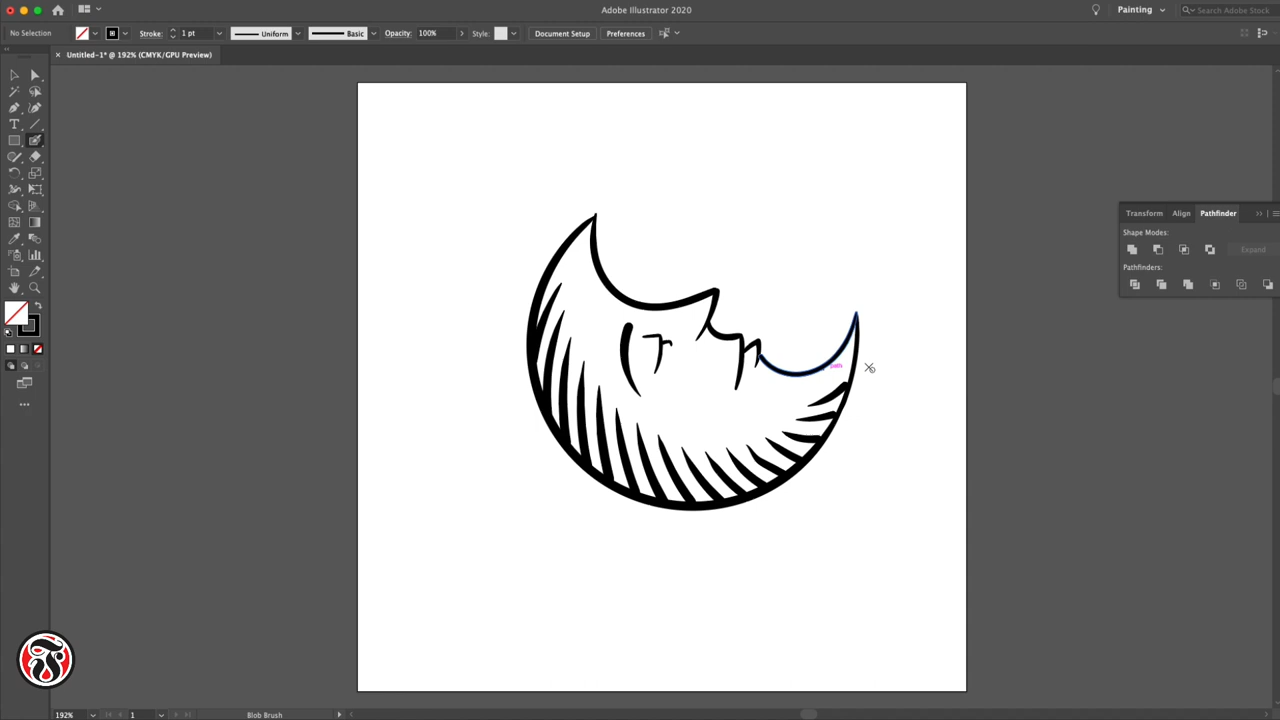 Adobe Illustrator 2020
Painting
Search Adobe Stock
No Selection
Stroke: 1 pt
Uniform
Basic
Opacity: 100%
Style:
Document Setup
Preferences
× Untitled-1* @ 192% (CMYK/GPU Preview)
Transform Align Pathfinder
Shape Modes:
Expand
Pathfinders:
path
192%
1
Blob Brush